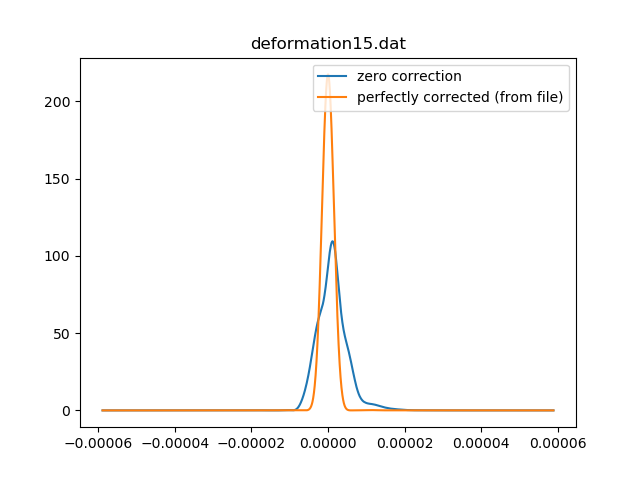 deformation15.dat
zero correction
perfectly corrected (from file)
200
150
100
50
0
−0.00006 −0.00004 −0.00002 0.00000 0.00002 0.00004 0.00006